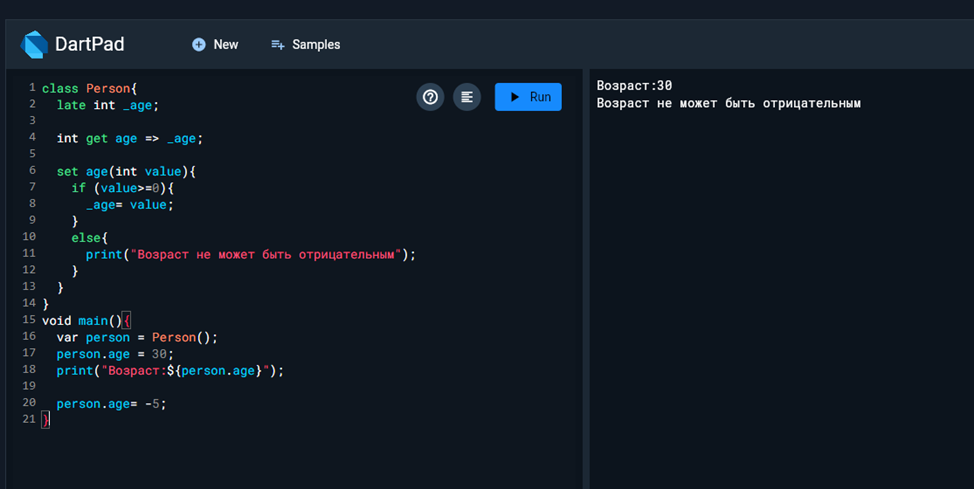 DartPad
New
Samples
Run
1 class Person{
2   late int _age;
3
4   int get age => _age;
5
6   set age(int value){
7     if (value>=0){
8       _age= value;
9     }
10     else{
11       print("Возраст не может быть отрицательным");
12     }
13   }
14 }
15 void main(){
16   var person = Person();
17   person.age = 30;
18   print("Возраст:${person.age}");
19
20   person.age= -5;
21 }
Возраст:30
Возраст не может быть отрицательным